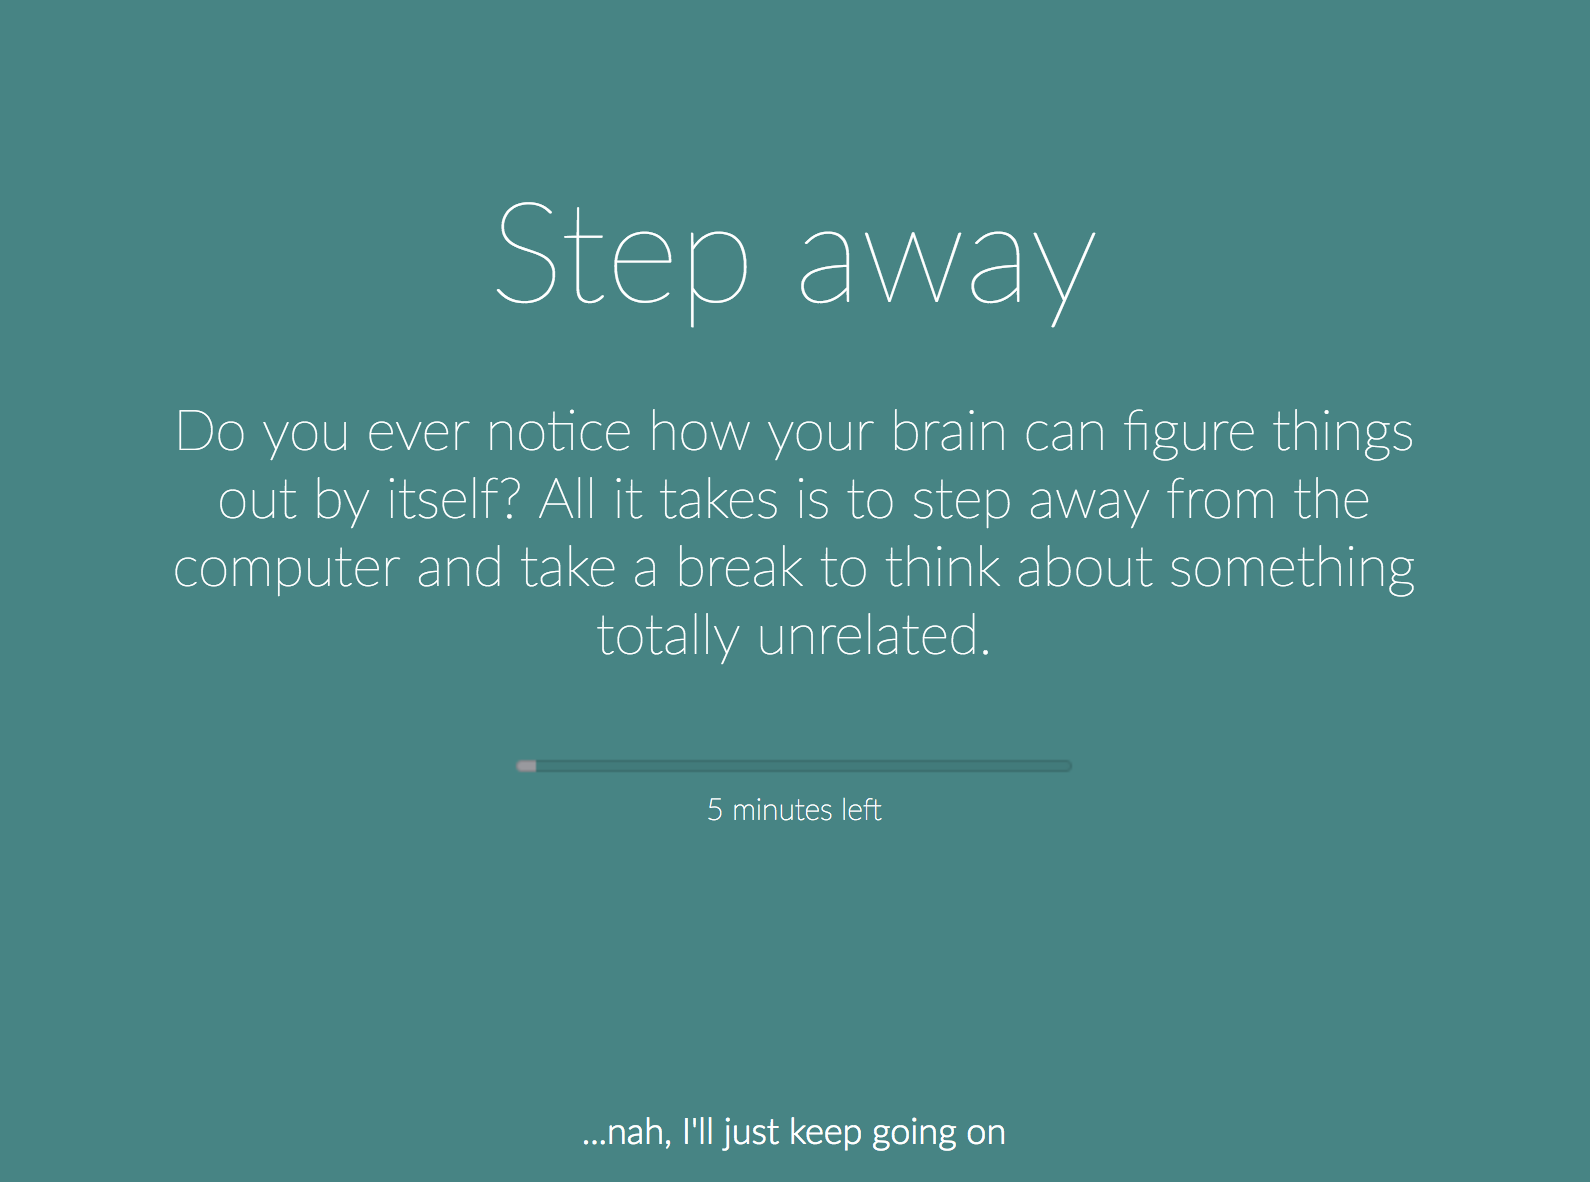 Step away
Do you ever notice how your brain can figure things
out by itself? All it takes is to step away from the
computer and take a break to think about something
totally unrelated.
5 minutes left
...nah, I'll just keep going on